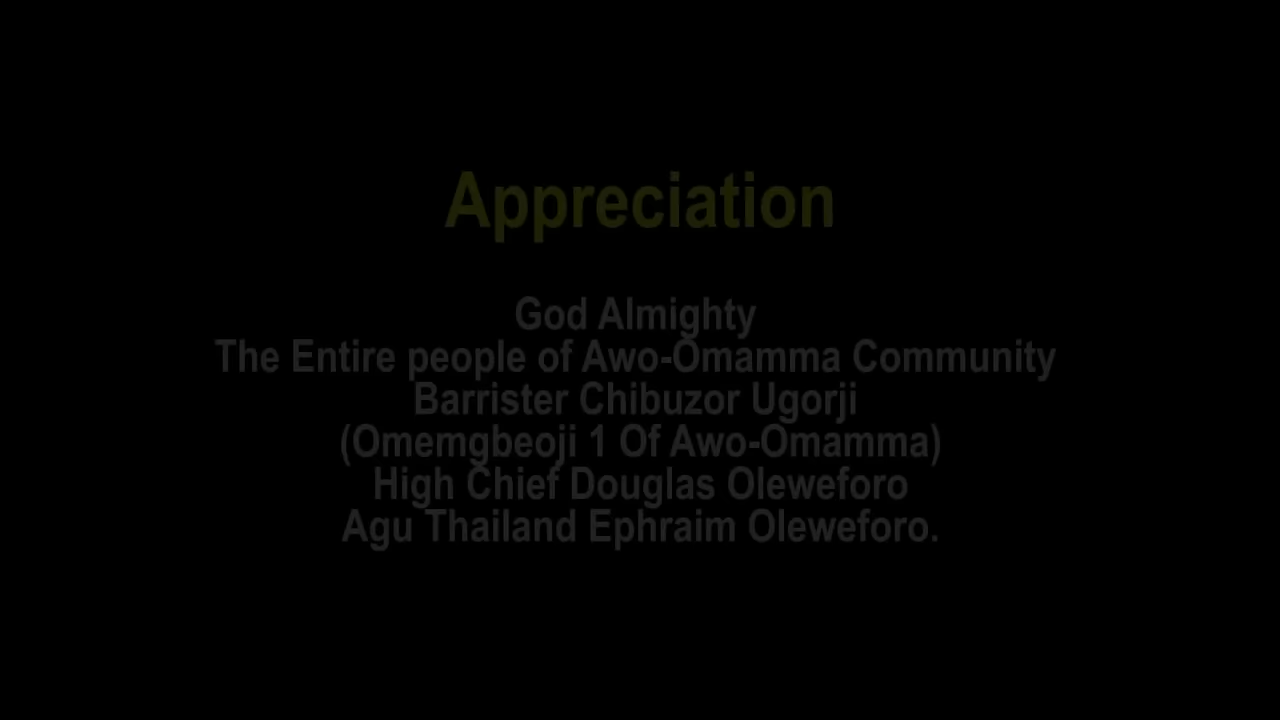 Appreciation
God Almighty
The Entire people of Awo-Omamma Community
Barrister Chibuzor Ugorji
(Omemgbeoji 1 Of Awo-Omamma)
High Chief Douglas Oleweforo
Agu Thailand Ephraim Oleweforo.